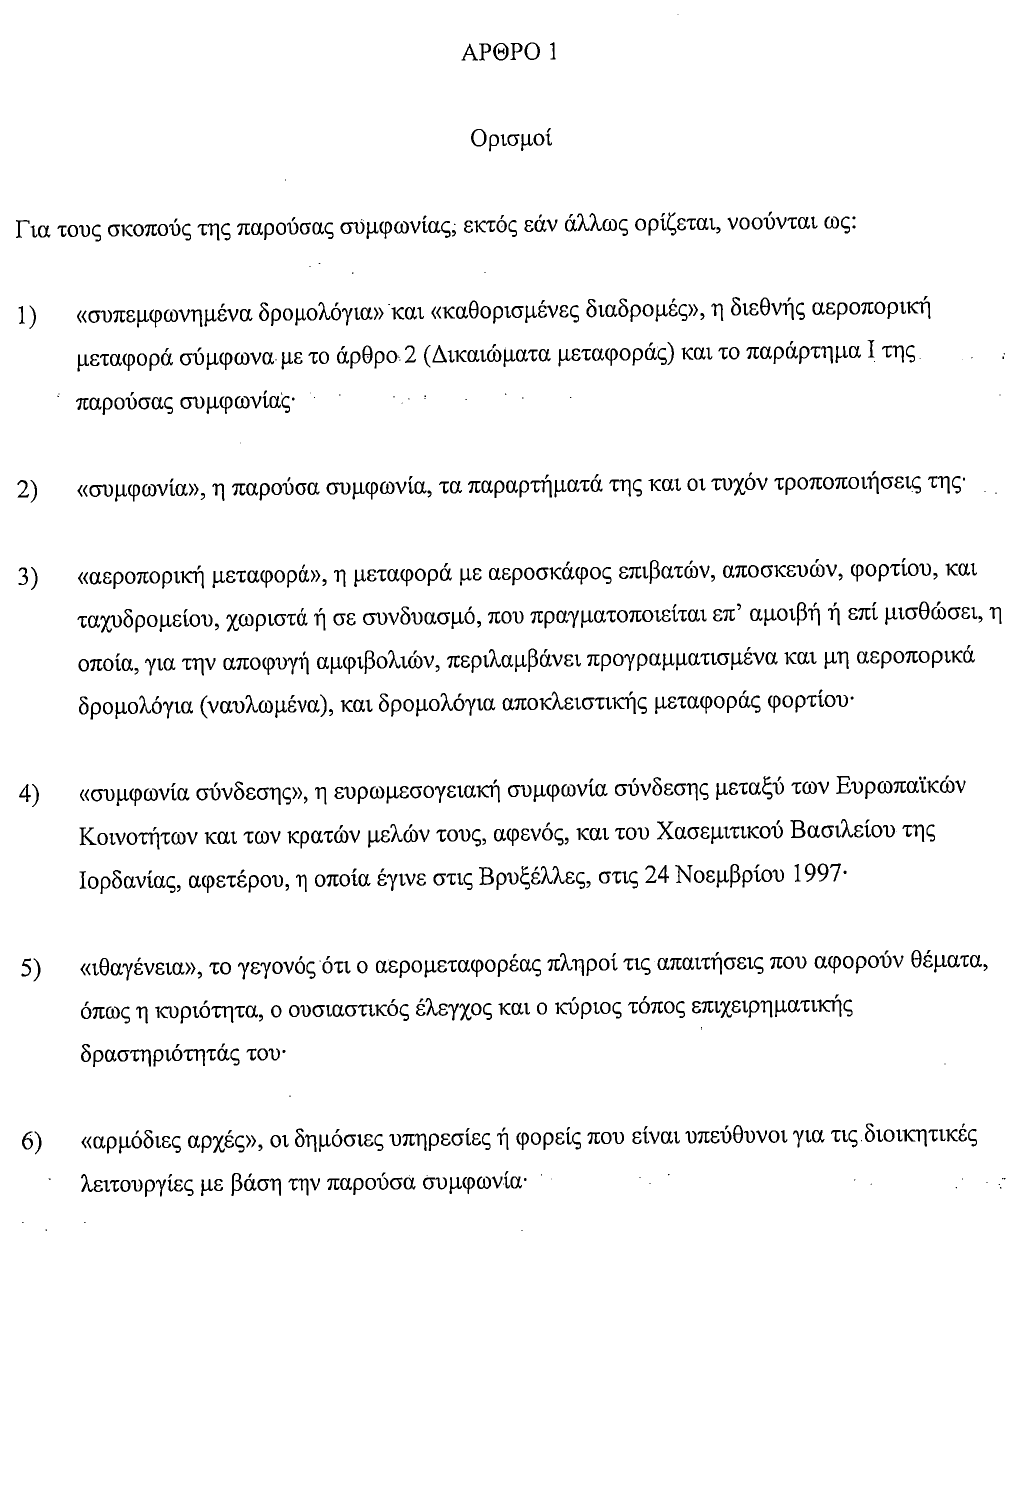 ΑΡΘΡΟ 1
Ορισμοί
Για τους σκοπούς της παρούσας συμφωνίας, εκτός εάν άλλως ορίζεται, νοούνται ως:
1) «συπεμφωνημένα δρομολόγια» και «καθορισμένες διαδρομές», η διεθνής αεροπορική
μεταφορά σύμφωνα με το άρθρο 2 (Δικαιώματα μεταφοράς) και το παράρτημα Ι της
παρούσας συμφωνίας·
2) «συμφωνία», η παρούσα συμφωνία, τα παραρτήματά της και οι τυχόν τροποποιήσεις της·
3) «αεροπορική μεταφορά», η μεταφορά με αεροσκάφος επιβατών, αποσκευών, φορτίου, και
ταχυδρομείου, χωριστά ή σε συνδυασμό, που πραγματοποιείται επ’ αμοιβή ή επί μισθώσει, η
οποία, για την αποφυγή αμφιβολιών, περιλαμβάνει προγραμματισμένα και μη αεροπορικά
δρομολόγια (ναυλωμένα), και δρομολόγια αποκλειστικής μεταφοράς φορτίου·
4) «συμφωνία σύνδεσης», η ευρωμεσογειακή συμφωνία σύνδεσης μεταξύ των Ευρωπαϊκών
Κοινοτήτων και των κρατών μελών τους, αφενός, και του Χασεμιτικού Βασιλείου της
Ιορδανίας, αφετέρου, η οποία έγινε στις Βρυξέλλες, στις 24 Νοεμβρίου 1997·
5) «ιθαγένεια», το γεγονός ότι ο αερομεταφορέας πληροί τις απαιτήσεις που αφορούν θέματα,
όπως η κυριότητα, ο ουσιαστικός έλεγχος και ο κύριος τόπος επιχειρηματικής
δραστηριότητάς του·
6) «αρμόδιες αρχές», οι δημόσιες υπηρεσίες ή φορείς που είναι υπεύθυνοι για τις διοικητικές
λειτουργίες με βάση την παρούσα συμφωνία·